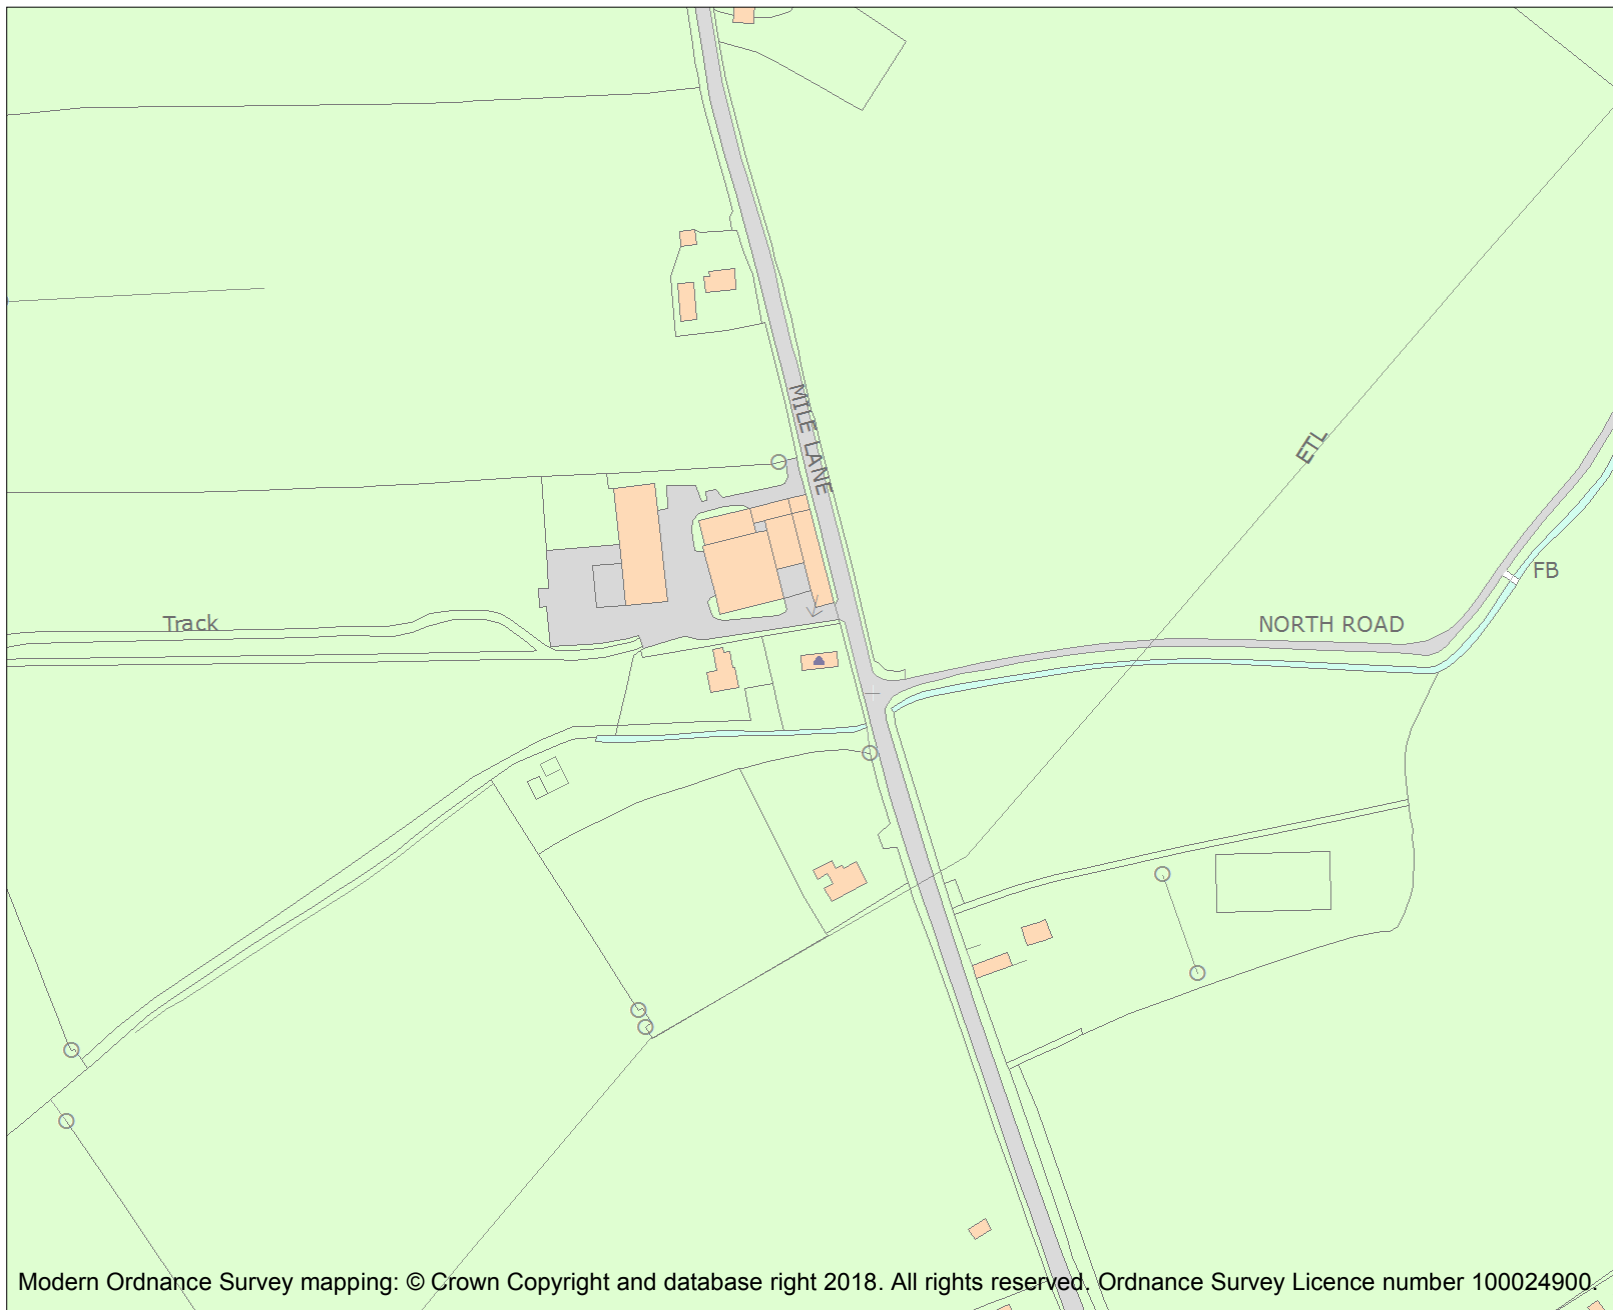 MILE LANE
ETL
FB
Track
NORTH ROAD
Modern Ordnance Survey mapping: © Crown Copyright and database right 2018. All rights reserved. Ordnance Survey Licence number 100024900.